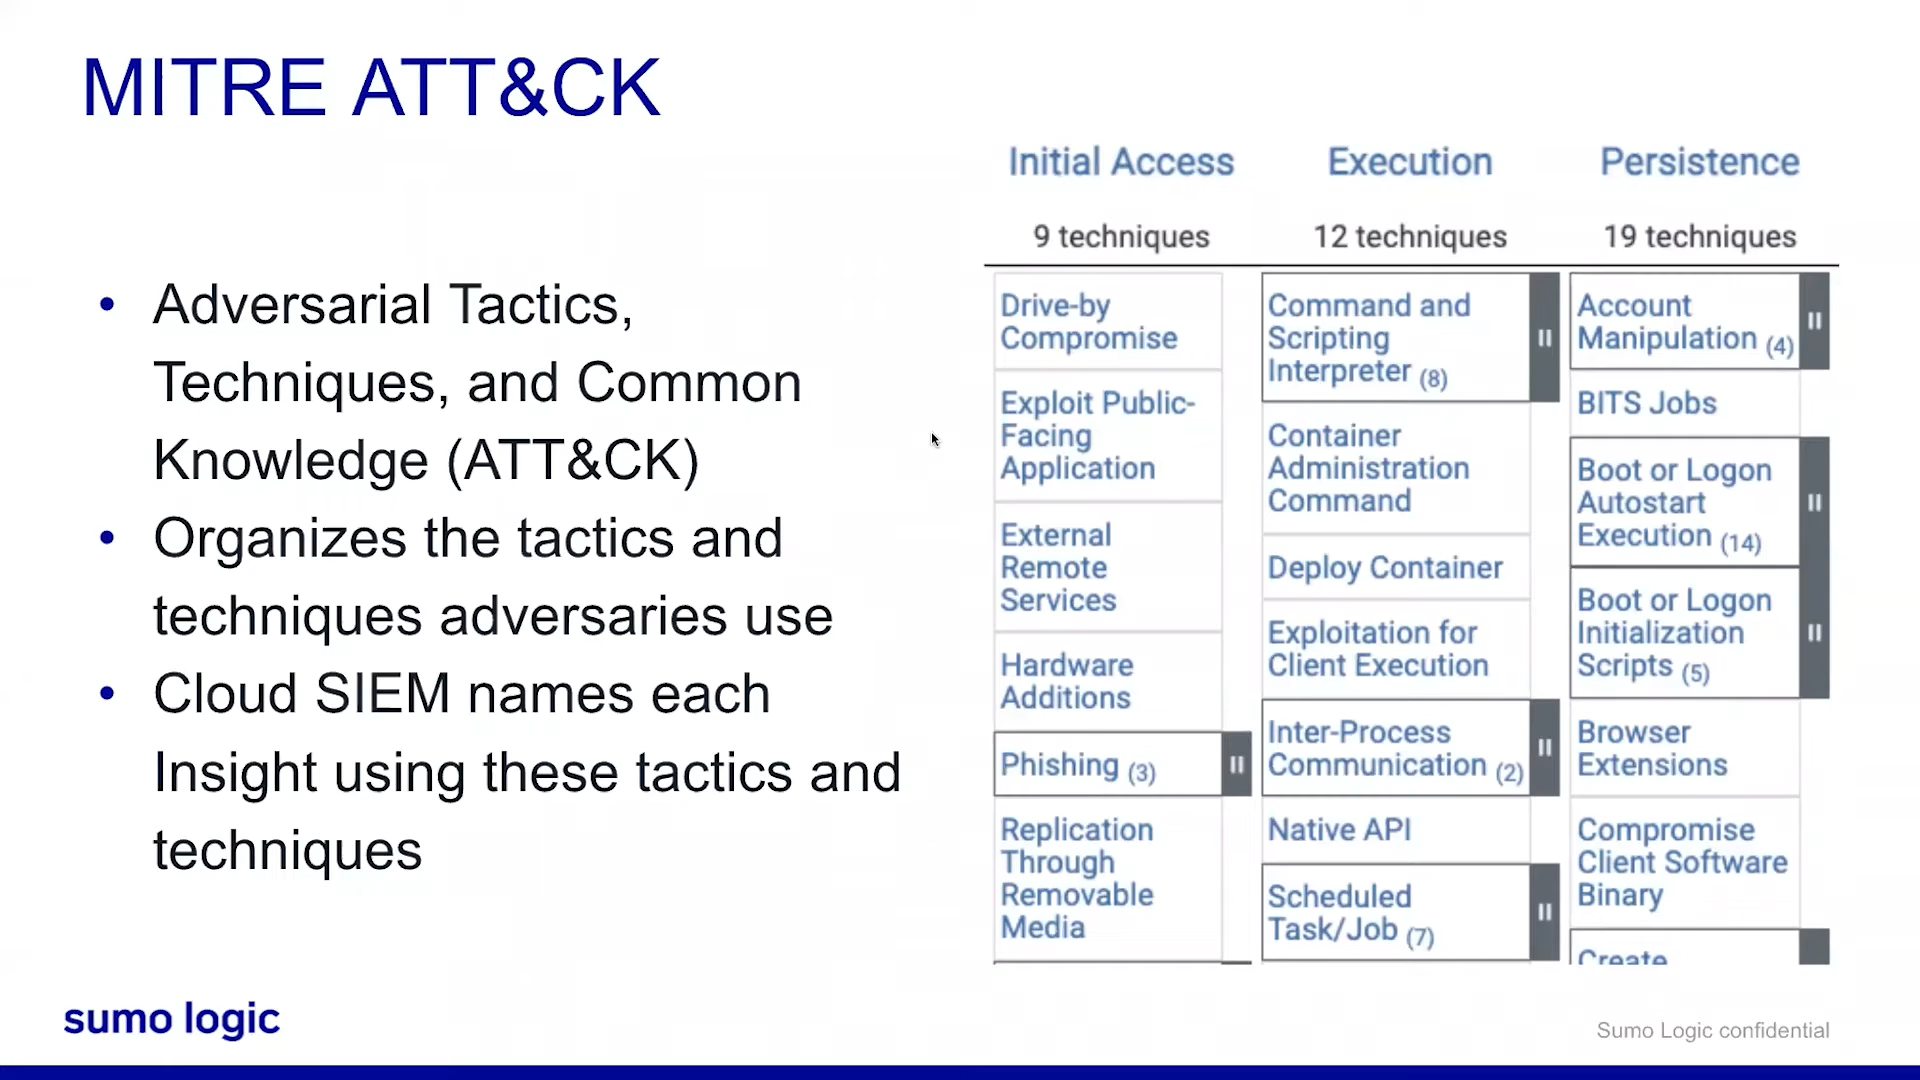 MITRE ATT&CK
• Adversarial Tactics,
Techniques, and Common
Knowledge (ATT&CK)
• Organizes the tactics and
techniques adversaries use
• Cloud SIEM names each
Insight using these tactics and
techniques
Initial Access
9 techniques
Drive-by
Compromise
Exploit Public-
Facing
Application
External
Remote
Services
Hardware
Additions
Phishing (3)
Replication
Through
Removable
Media
Execution
12 techniques
Command and
Scripting
Interpreter (8)
Container
Administration
Command
Deploy Container
Exploitation for
Client Execution
Inter-Process
Communication (2)
Native API
Scheduled
Task/Job (7)
Persistence
19 techniques
Account
Manipulation (4)
BITS Jobs
Boot or Logon
Autostart
Execution (14)
Boot or Logon
Initialization
Scripts (5)
Browser
Extensions
Compromise
Client Software
Binary
Create
sumo logic
Sumo Logic confidential